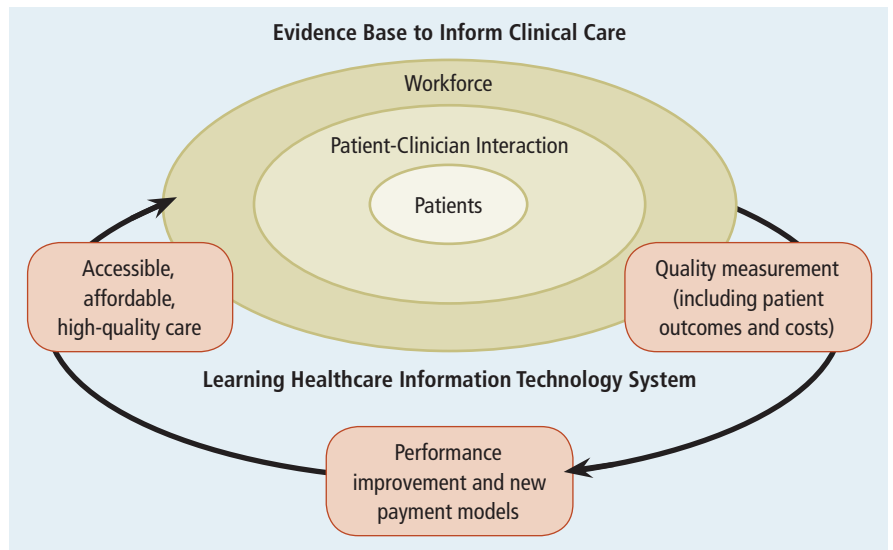 Evidence Base to Inform Clinical Care
Workforce
Patient-Clinician Interaction
Patients
Accessible,
affordable,
high-quality care
Quality measurement
(including patient
outcomes and costs)
Learning Healthcare Information Technology System
Performance
improvement and new
payment models